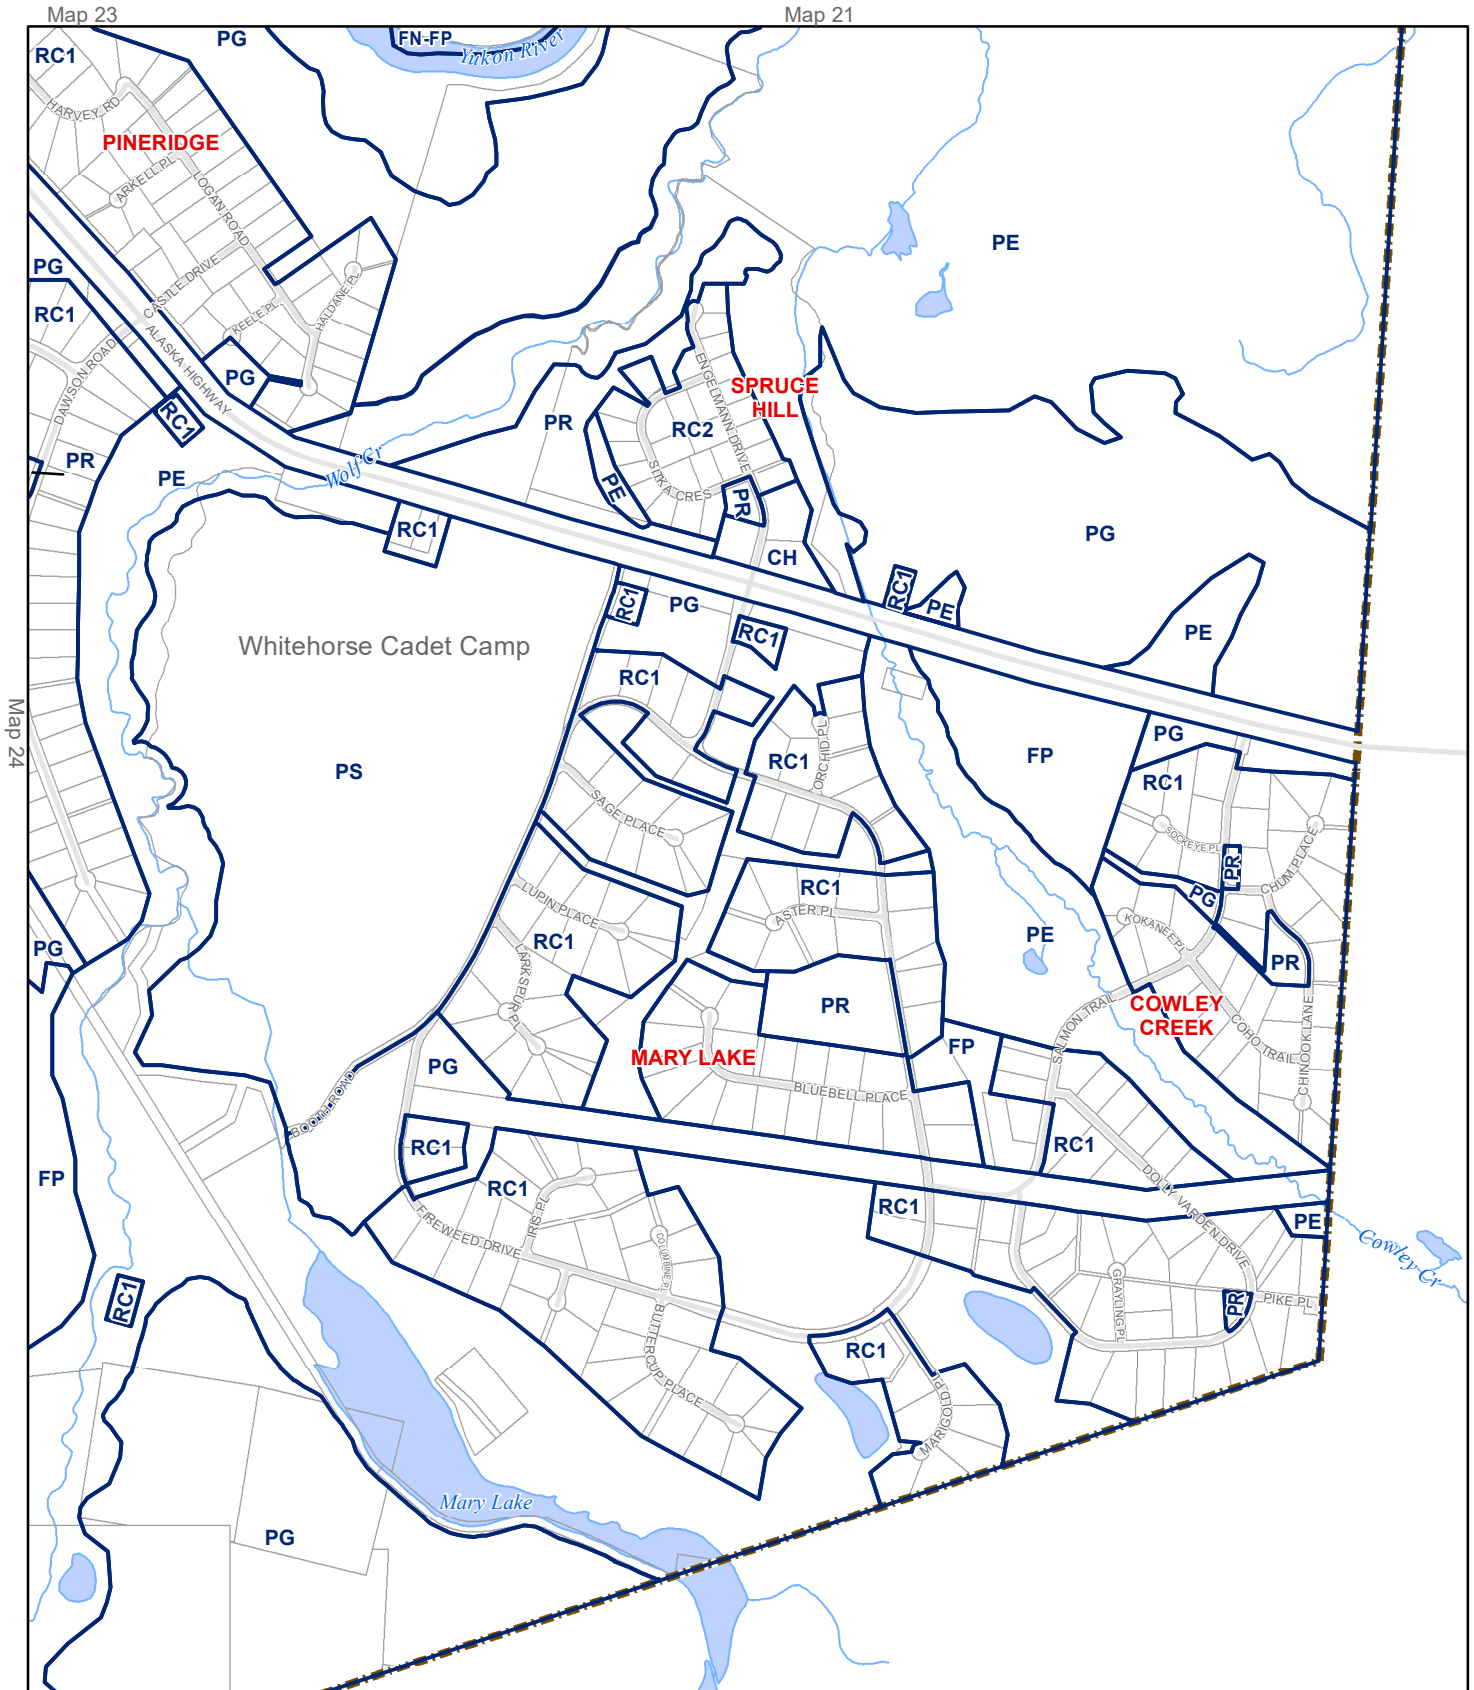 Map 23
Map 21
PG
FN-FP
Yukon River
RC1
HARVEY RD
PINERIDGE
ARKELL PL
LOGAN ROAD
PE
PG
CASTLE DRIVE
HALDANE PL
RC1
KEELE PL
ALASKA HIGHWAY
DAWSON ROAD
PG
ENGELMANN DRIVE
SPRUCE
HILL
RC1
PR
RC2
PR
Wolf Cr
PE
SITKA CRES
PE
PR
RC1
CH
PG
RC1
PE
RC1
PG
PE
RC1
Whitehorse Cadet Camp
RC1
Map 24
ORCHID PL
PG
FP
RC1
PS
RC1
SAGE PLACE
SOCKEYE PL
CHUM PLACE
PR
RC1
LUPIN PLACE
PG
ASTER PL
KOKANEE PL
RC1
PE
PG
LARKSPUR PL
PR
PR
SALMON TRAIL
COWLEY
CREEK
COHO TRAIL
CHINOOK LANE
MARY LAKE
FP
PG
BLUEBELL PLACE
BOOTH ROAD
RC1
RC1
DOLLY VARDEN DRIVE
FP
RC1
IRIS PL
RC1
PE
FIREWEED DRIVE
COLUMBINE PL
Cowley Cr
GRAYLING PL
RC1
PR
PIKE PL
BUTTERCUP PLACE
RC1
MARIGOLD PL
Mary Lake
PG